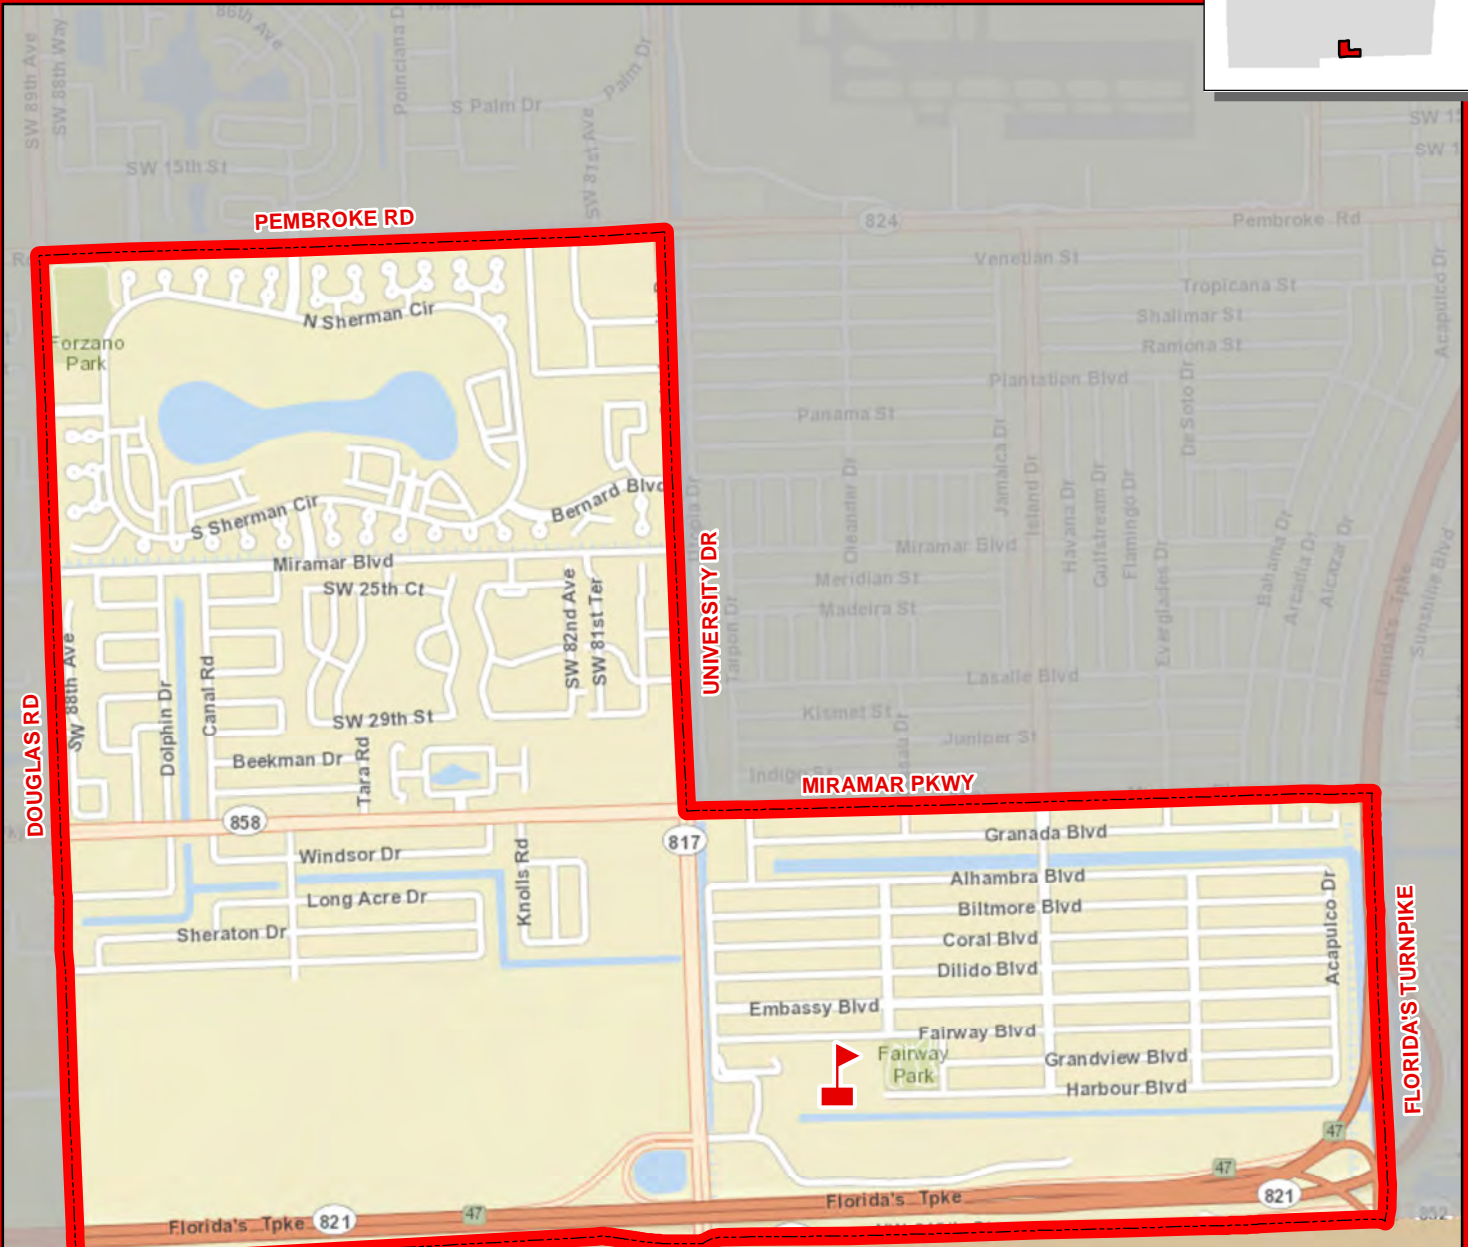 86th Ave
SW 89th Ave
SW 88th Way
Poinciana D
S Palm Dr
Palm Dr
SW 81st Ave
SW 15th St
SW 1
PEMBROKE RD
824
Pembroke Rd
Venetian St
Tropicana St
Shalimar St
Ramona St
Acapulco Dr
N Sherman Cir
Forzano
Park
Plantation Blvd
De Soto Dr
Panama St
Jamaica Dr
Island Dr
Oleander Dr
Havana Dr
Gulfstream Dr
Flamingo Dr
Utopia Dr
Bernard Blvd
S Sherman Cir
Miramar Blvd
Miramar Blvd
UNIVERSITY DR
Everglades Dr
Bahama Dr
Arcadia Dr
Alcazar Dr
Florida's Tpke
Sunshine Blvd
SW 25th Ct
Meridian St
Madeira St
Tarpon Dr
SW 82nd Ave
SW 81st Ter
SW 88th Ave
Dolphin Dr
Canal Rd
Lasalle Blvd
Kismet St
Juniper St
SW 29th St
DOUGLAS RD
Beekman Dr
Tara Rd
Indigo St
MIRAMAR PKWY
858
817
Granada Blvd
Windsor Dr
Knolls Rd
Long Acre Dr
Sheraton Dr
Alhambra Blvd
Biltmore Blvd
Coral Blvd
Dilido Blvd
Acapulco Dr
FLORIDA'S TURNPIKE
Embassy Blvd
Fairway Blvd
Fairway
Park
Grandview Blvd
Harbour Blvd
47
47
821
Florida's Tpke
47
Florida's Tpke
821
852